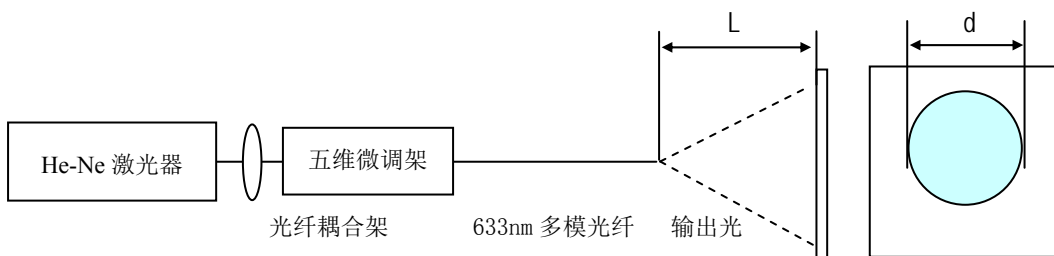 L
d
He-Ne 激光器
五维微调架
光纤耦合架
633nm 多模光纤
输出光